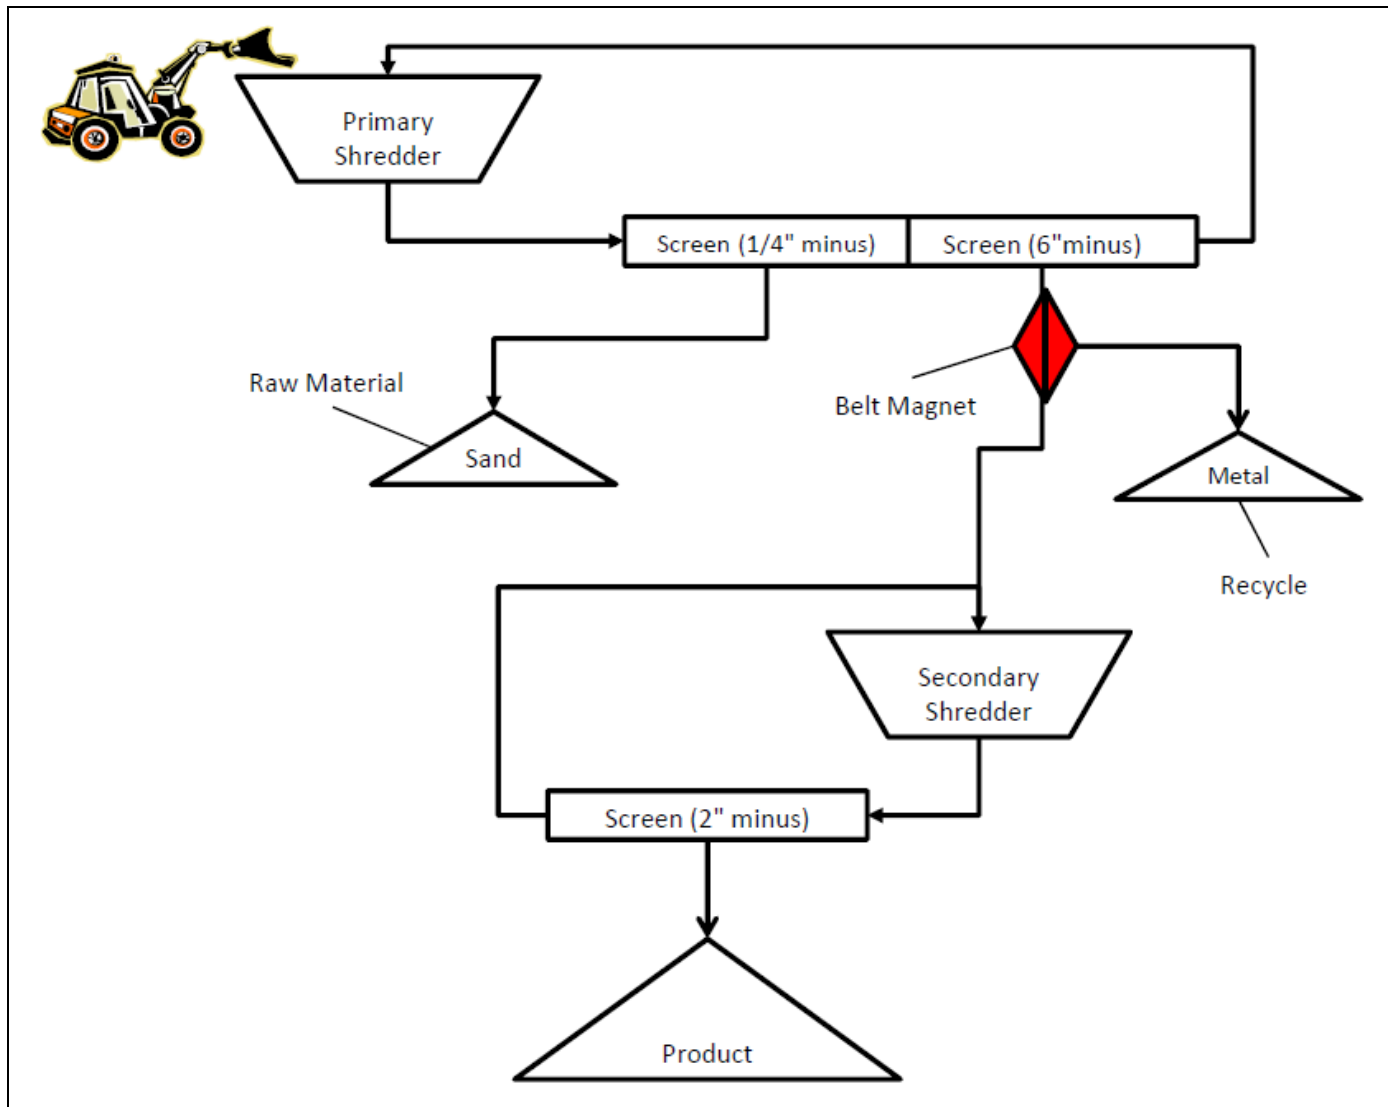 Primary
Shredder
Screen (1/4" minus)
Screen (6"minus)
Raw Material
Belt Magnet
Sand
Metal
Recycle
Secondary
Shredder
Screen (2" minus)
Product